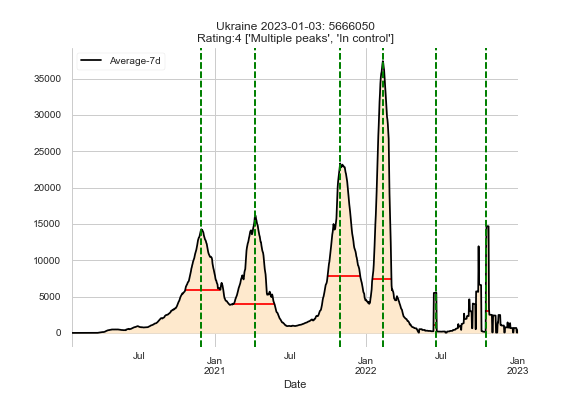 Ukraine 2023-01-03: 5666050
Rating:4 ['Multiple peaks', 'In control']
Average-7d
35000
30000
25000
20000
15000
10000
5000
0
Jul
Jan
2021
Jul
Jan
2022
Jul
Jan
2023
Date